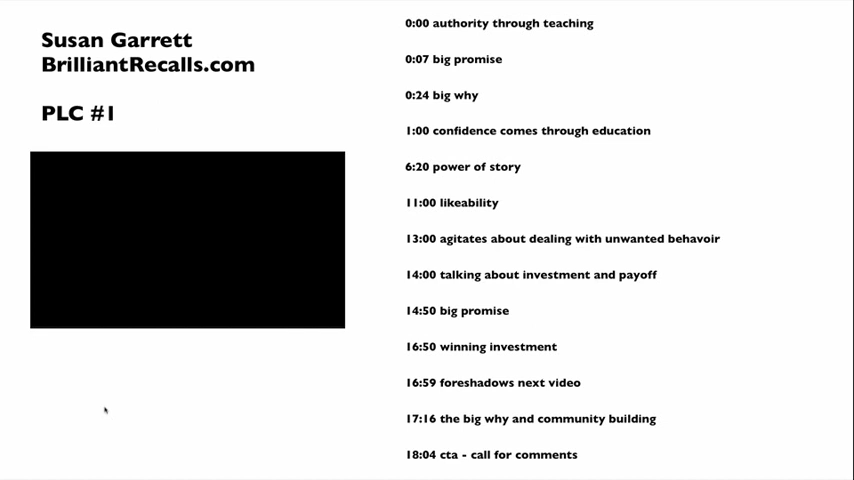 Susan Garrett
BrilliantRecalls.com
PLC #1
0:00 authority through teaching
0:07 big promise
0:24 big why
1:00 confidence comes through education
6:20 power of story
11:00 likeability
13:00 agitates about dealing with unwanted behavoir
14:00 talking about investment and payoff
14:50 big promise
16:50 winning investment
16:59 foreshadows next video
17:16 the big why and community building
18:04 cta - call for comments